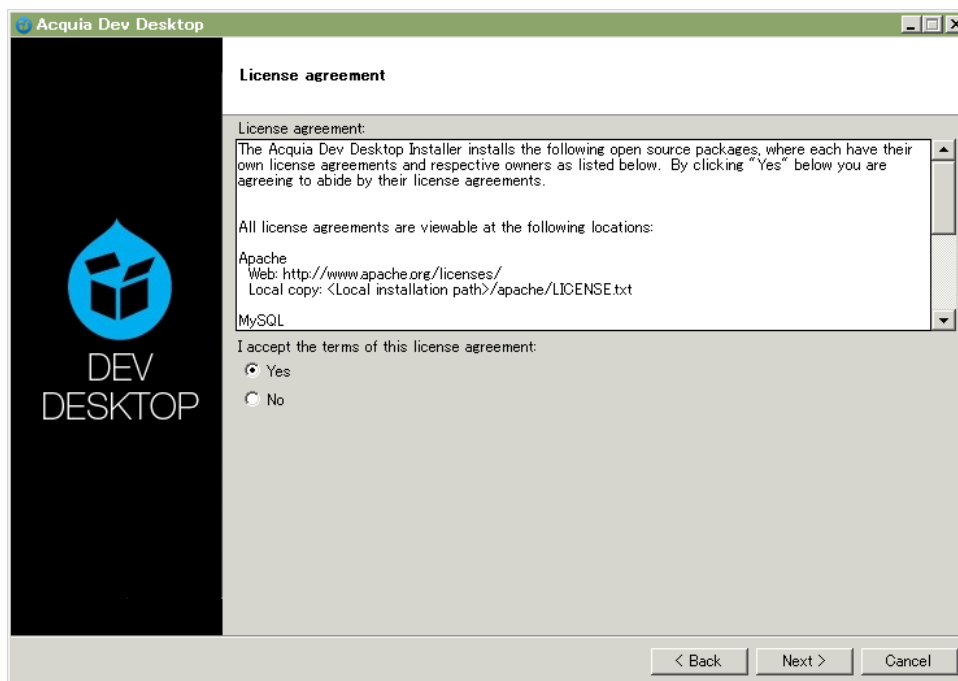 Acquia Dev Desktop
License agreement
License agreement:
The Acquia Dev Desktop Installer installs the following open source packages, where each have their
own license agreements and respective owners as listed below. By clicking "Yes" below you are
agreeing to abide by their license agreements.
All license agreements are viewable at the following locations:
Apache
Web: http://www.apache.org/licenses/
Local copy: <Local installation path>/apache/LICENSE.txt
MySQL
I accept the terms of this license agreement:
Yes
No
DEV
DESKTOP
< Back
Next >
Cancel